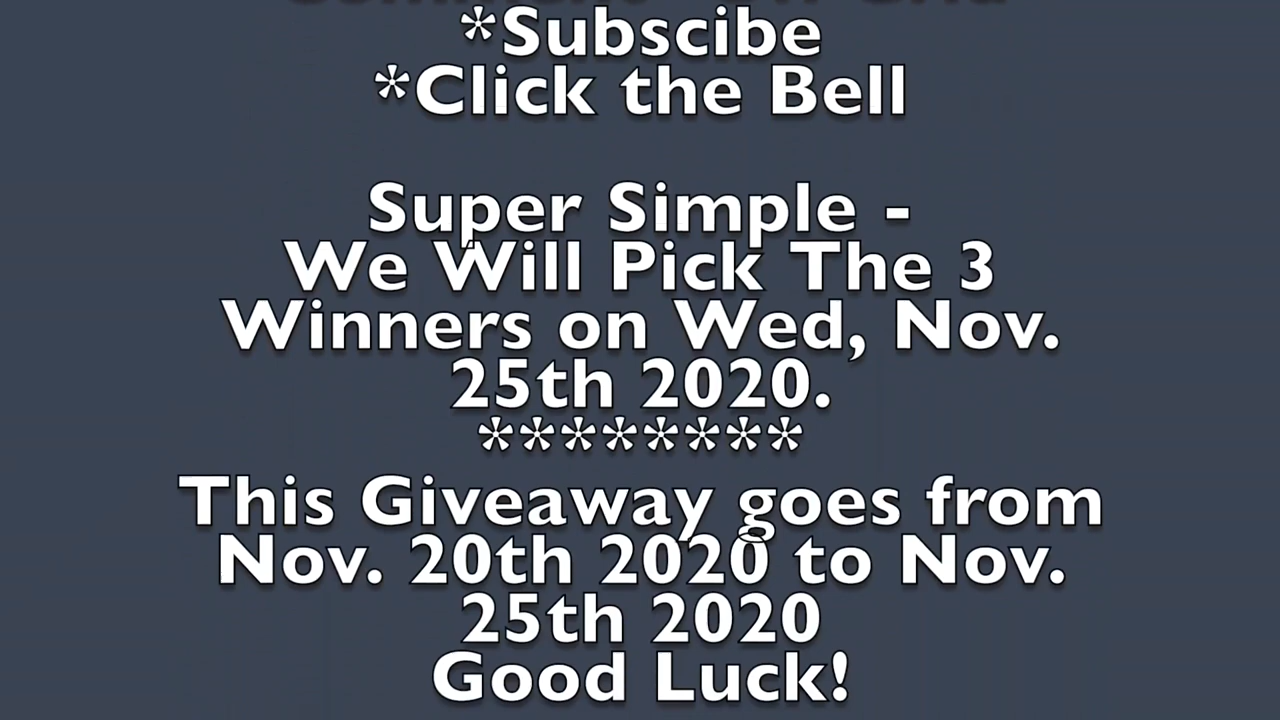 *Subscibe
*Click the Bell
Super Simple -
We Will Pick The 3
Winners on Wed, Nov.
25th 2020.
********
This Giveaway goes from
Nov. 20th 2020 to Nov.
25th 2020
Good Luck!